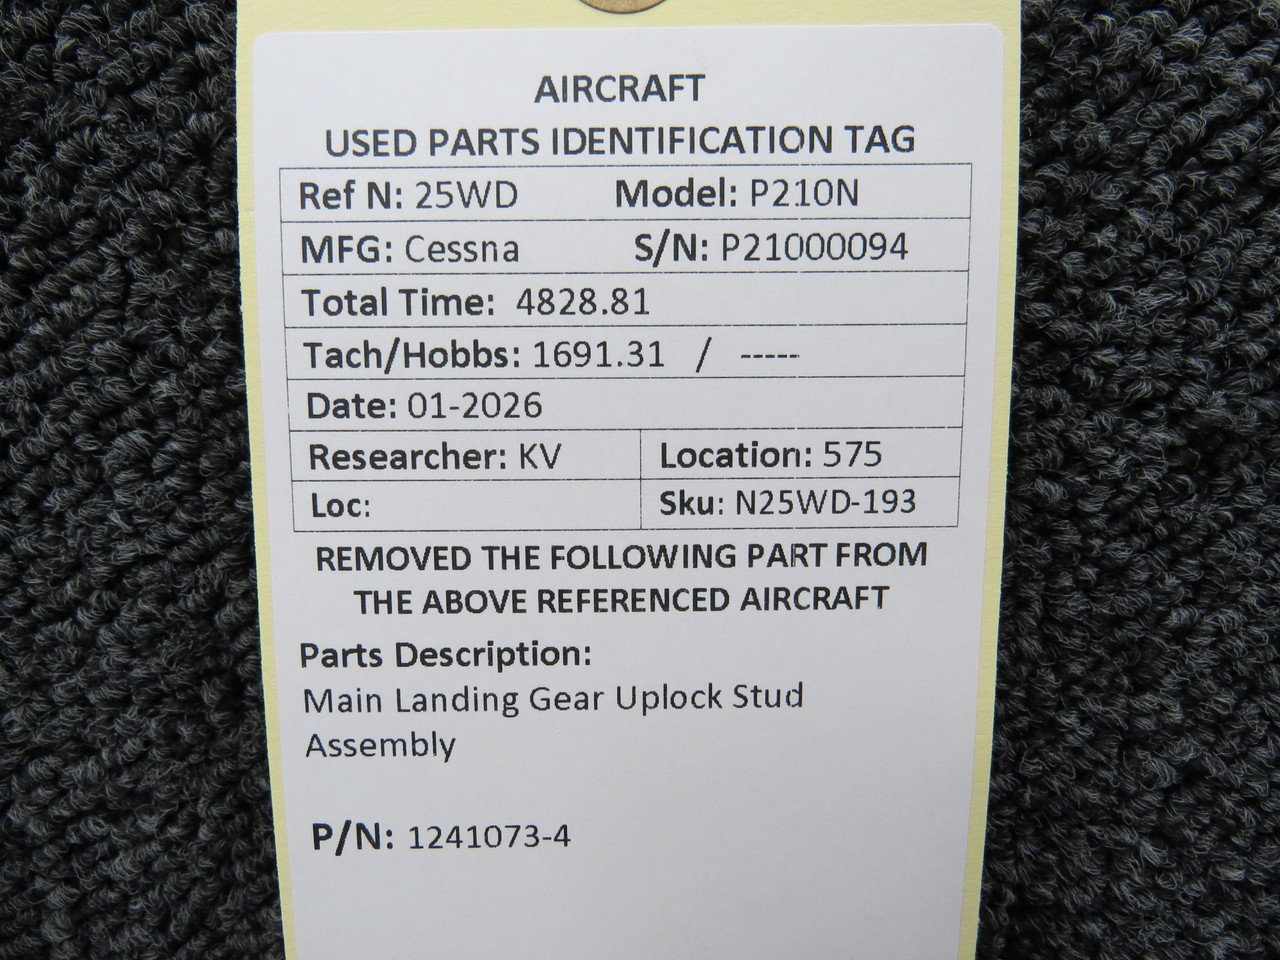 AIRCRAFT
USED PARTS IDENTIFICATION TAG
Ref N: 25WD Model: P210N
MFG: Cessna S/N: P21000094
Total Time: 4828.81
Tach/Hobbs: 1691.31 / -----
Date: 01-2026
Researcher: KV Location: 575
Loc: Sku: N25WD-193
REMOVED THE FOLLOWING PART FROM
THE ABOVE REFERENCED AIRCRAFT
Parts Description:
Main Landing Gear Uplock Stud
Assembly
P/N: 1241073-4